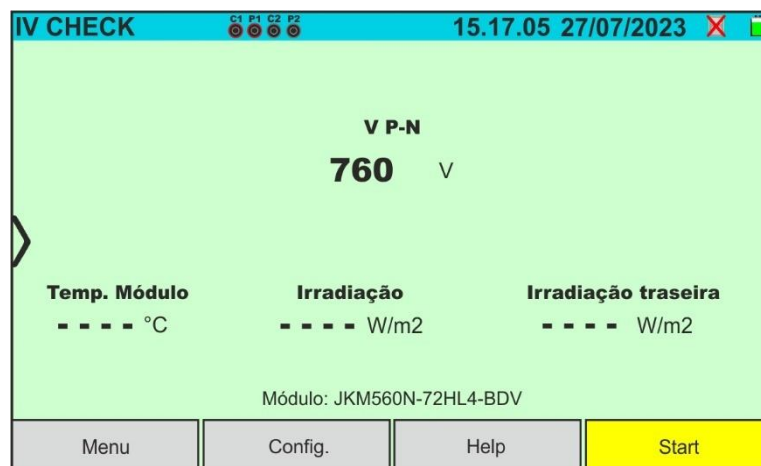 IV CHECK C1 P1 C2 P2 15.17.05 27/07/2023
V P-N
760 V
Temp. Módulo Irradiação Irradiação traseira
- - - - °C - - - - W/m2 - - - - W/m2
Módulo: JKM560N-72HL4-BDV
Menu Config. Help Start